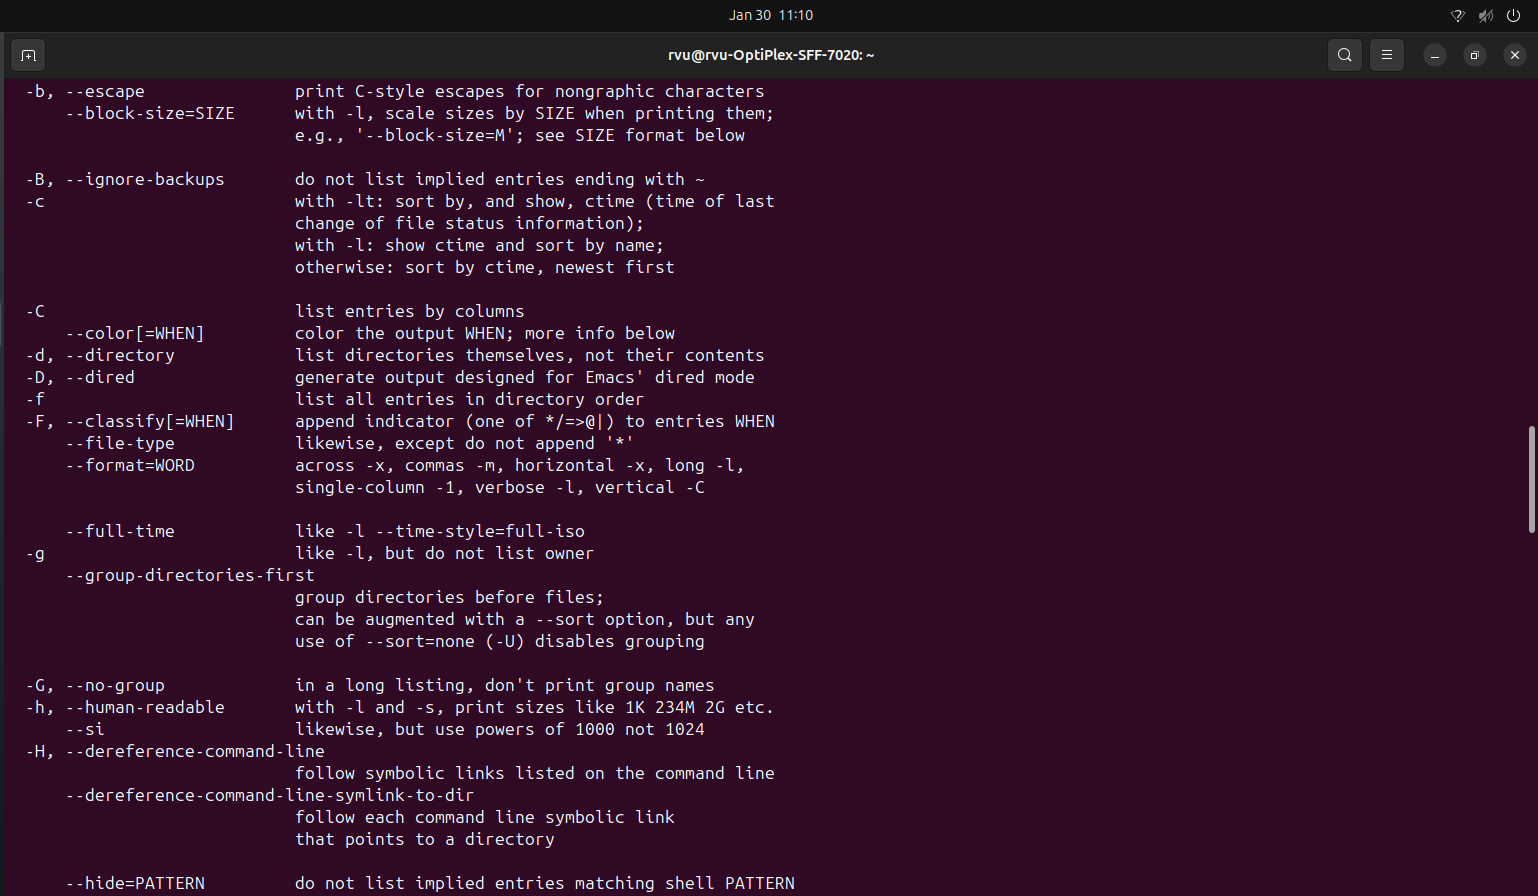 Jan 30 11:10
rvu@rvu-OptiPlex-SFF-7020: ~
-b, --escape               print C-style escapes for nongraphic characters
    --block-size=SIZE      with -l, scale sizes by SIZE when printing them;
                           e.g., '--block-size=M'; see SIZE format below
-B, --ignore-backups       do not list implied entries ending with ~
-c                         with -lt: sort by, and show, ctime (time of last
                           change of file status information);
                           with -l: show ctime and sort by name;
                           otherwise: sort by ctime, newest first
-C                         list entries by columns
    --color[=WHEN]         color the output WHEN; more info below
-d, --directory            list directories themselves, not their contents
-D, --dired                generate output designed for Emacs' dired mode
-f                         list all entries in directory order
-F, --classify[=WHEN]      append indicator (one of */=>@|) to entries WHEN
    --file-type            likewise, except do not append '*'
    --format=WORD          across -x, commas -m, horizontal -x, long -l,
                           single-column -1, verbose -l, vertical -C
    --full-time            like -l --time-style=full-iso
-g                         like -l, but do not list owner
    --group-directories-first
                           group directories before files;
                           can be augmented with a --sort option, but any
                           use of --sort=none (-U) disables grouping
-G, --no-group             in a long listing, don't print group names
-h, --human-readable       with -l and -s, print sizes like 1K 234M 2G etc.
    --si                   likewise, but use powers of 1000 not 1024
-H, --dereference-command-line
                           follow symbolic links listed on the command line
    --dereference-command-line-symlink-to-dir
                           follow each command line symbolic link
                           that points to a directory
    --hide=PATTERN         do not list implied entries matching shell PATTERN